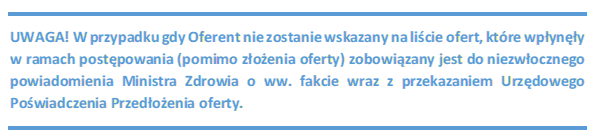 UWAGA! W przypadku gdy Oferent nie zostanie wskazany na liście ofert, które wpłynęły
w ramach postępowania (pomimo złożenia oferty) zobowiązany jest do niezwłocznego
powiadomienia Ministra Zdrowia o ww. fakcie wraz z przekazaniem Urzędowego
Poświadczenia Przedłożenia oferty.